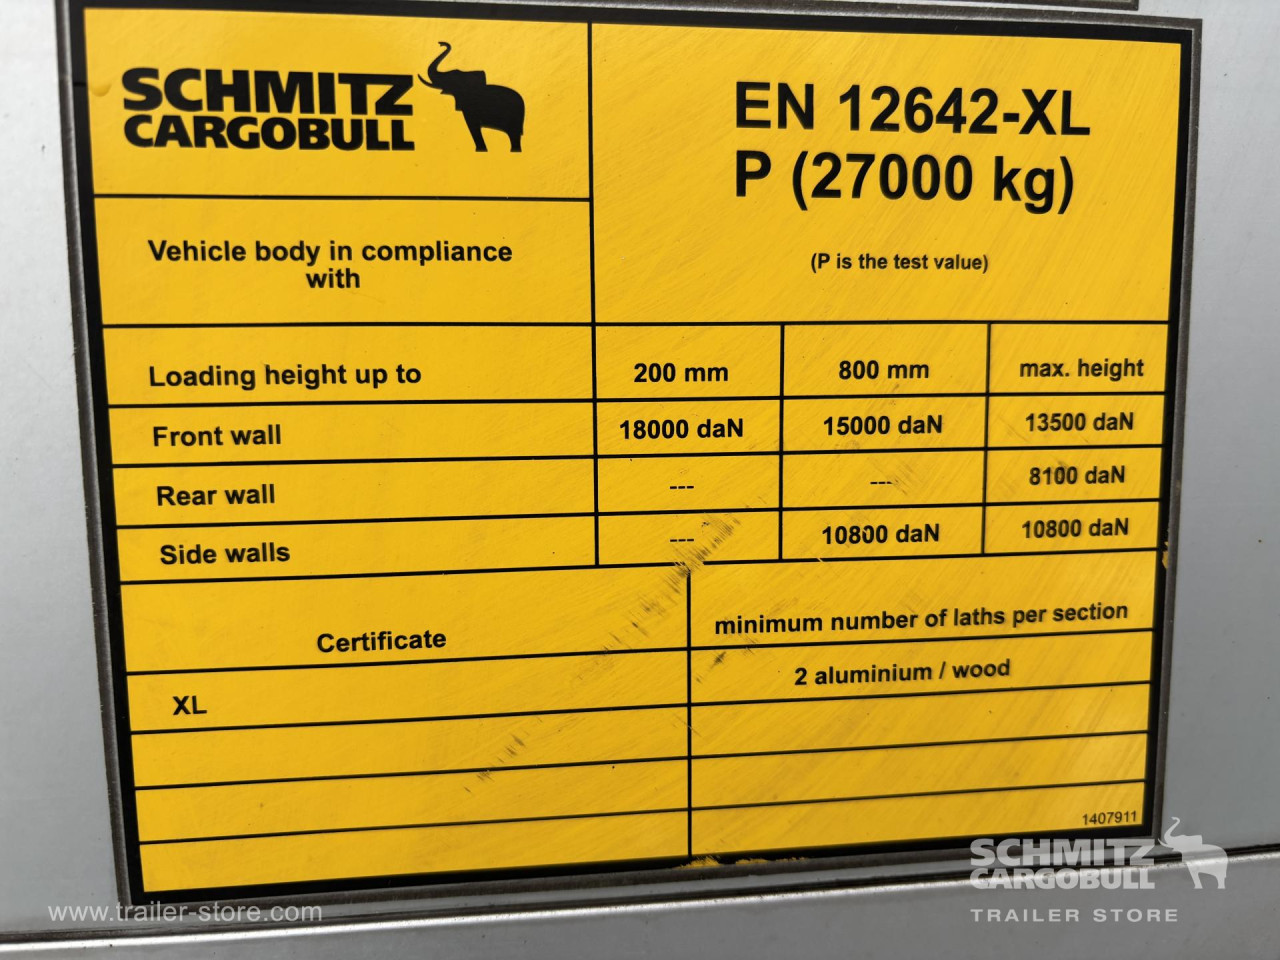 SCHMITZ
CARGOBULL
EN 12642-XL
P (27000 kg)
(P is the test value)
Vehicle body in compliance
with
Loading height up to 200 mm 800 mm max. height
Front wall 18000 daN 15000 daN 13500 daN
Rear wall --- --- 8100 daN
Side walls --- 10800 daN 10800 daN
Certificate minimum number of laths per section
XL 2 aluminium / wood
1407911
SCHMITZ
CARGOBULL
TRAILER STORE
www.trailer-store.com